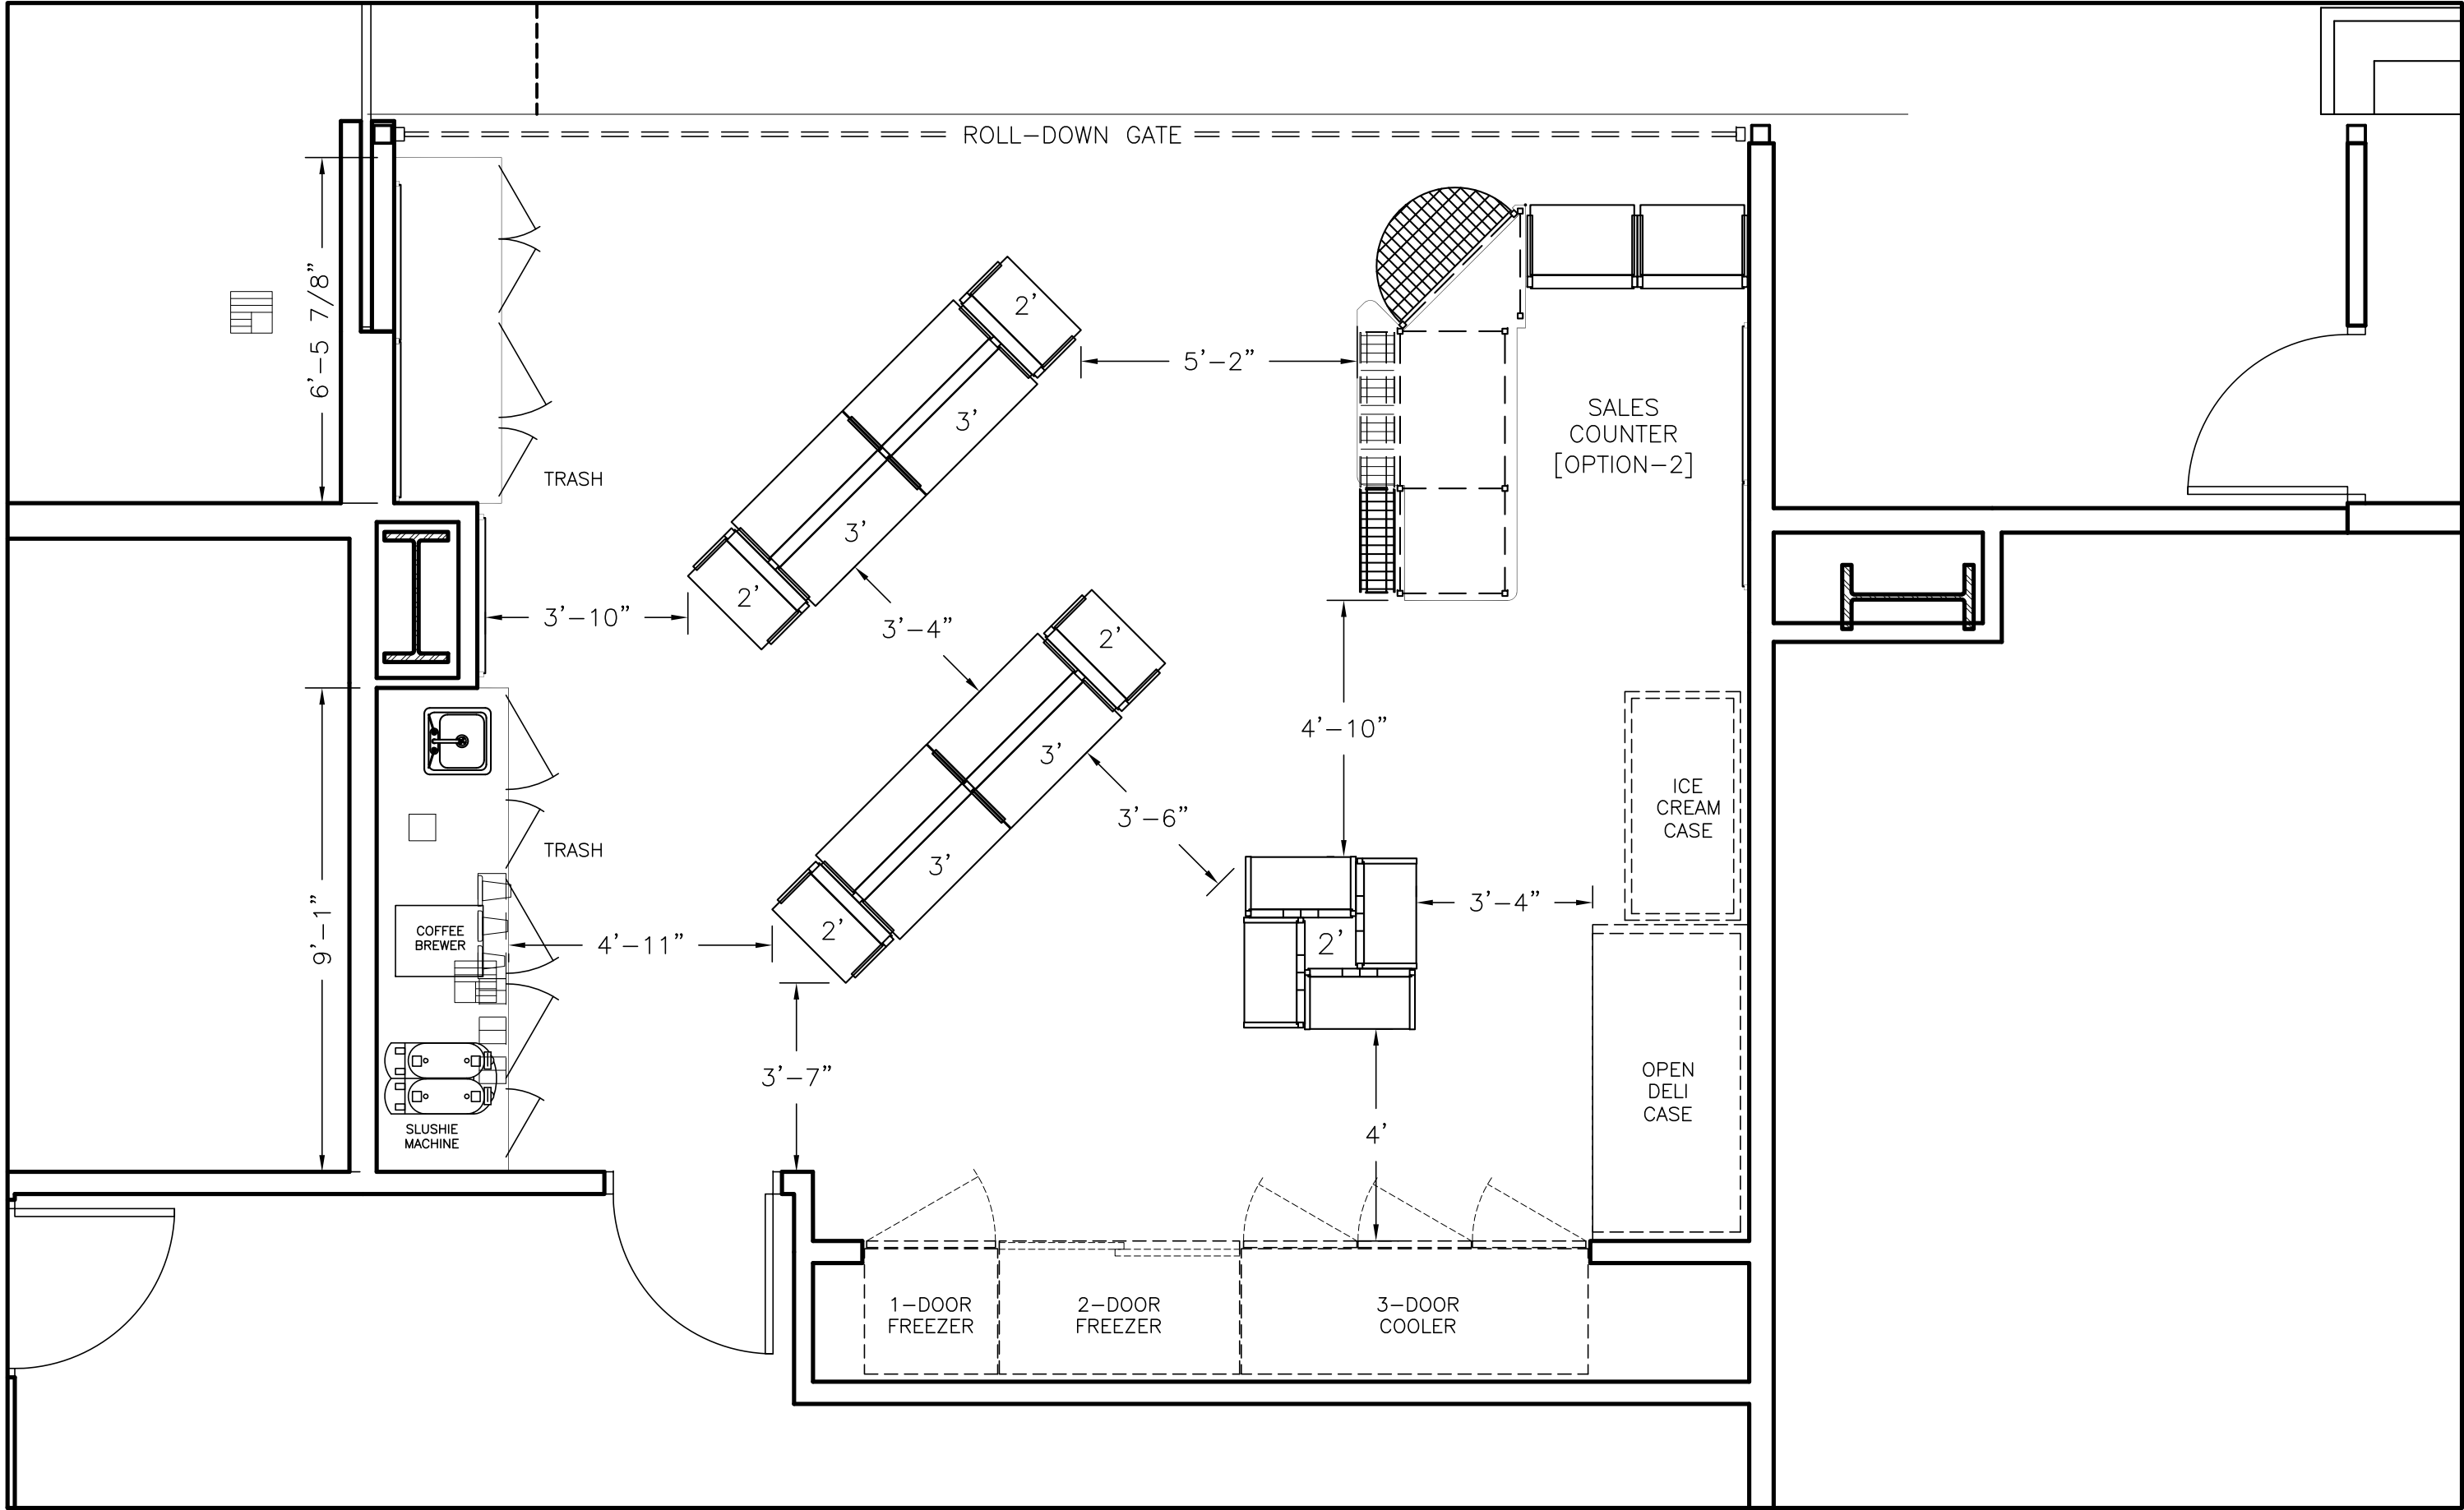 ROLL-DOWN GATE
6'-5 7/8"
2'
5'-2"
3'
SALES
COUNTER
[OPTION-2]
TRASH
3'
2'
3'-10"
3'-4"
2'
4'-10"
3'
ICE
CREAM
CASE
3'-6"
TRASH
3'
3'-4"
COFFEE
BREWER
9'-1"
4'-11"
2'
2'
3'-7"
OPEN
DELI
CASE
4'
SLUSHIE
MACHINE
1-DOOR
FREEZER
2-DOOR
FREEZER
3-DOOR
COOLER